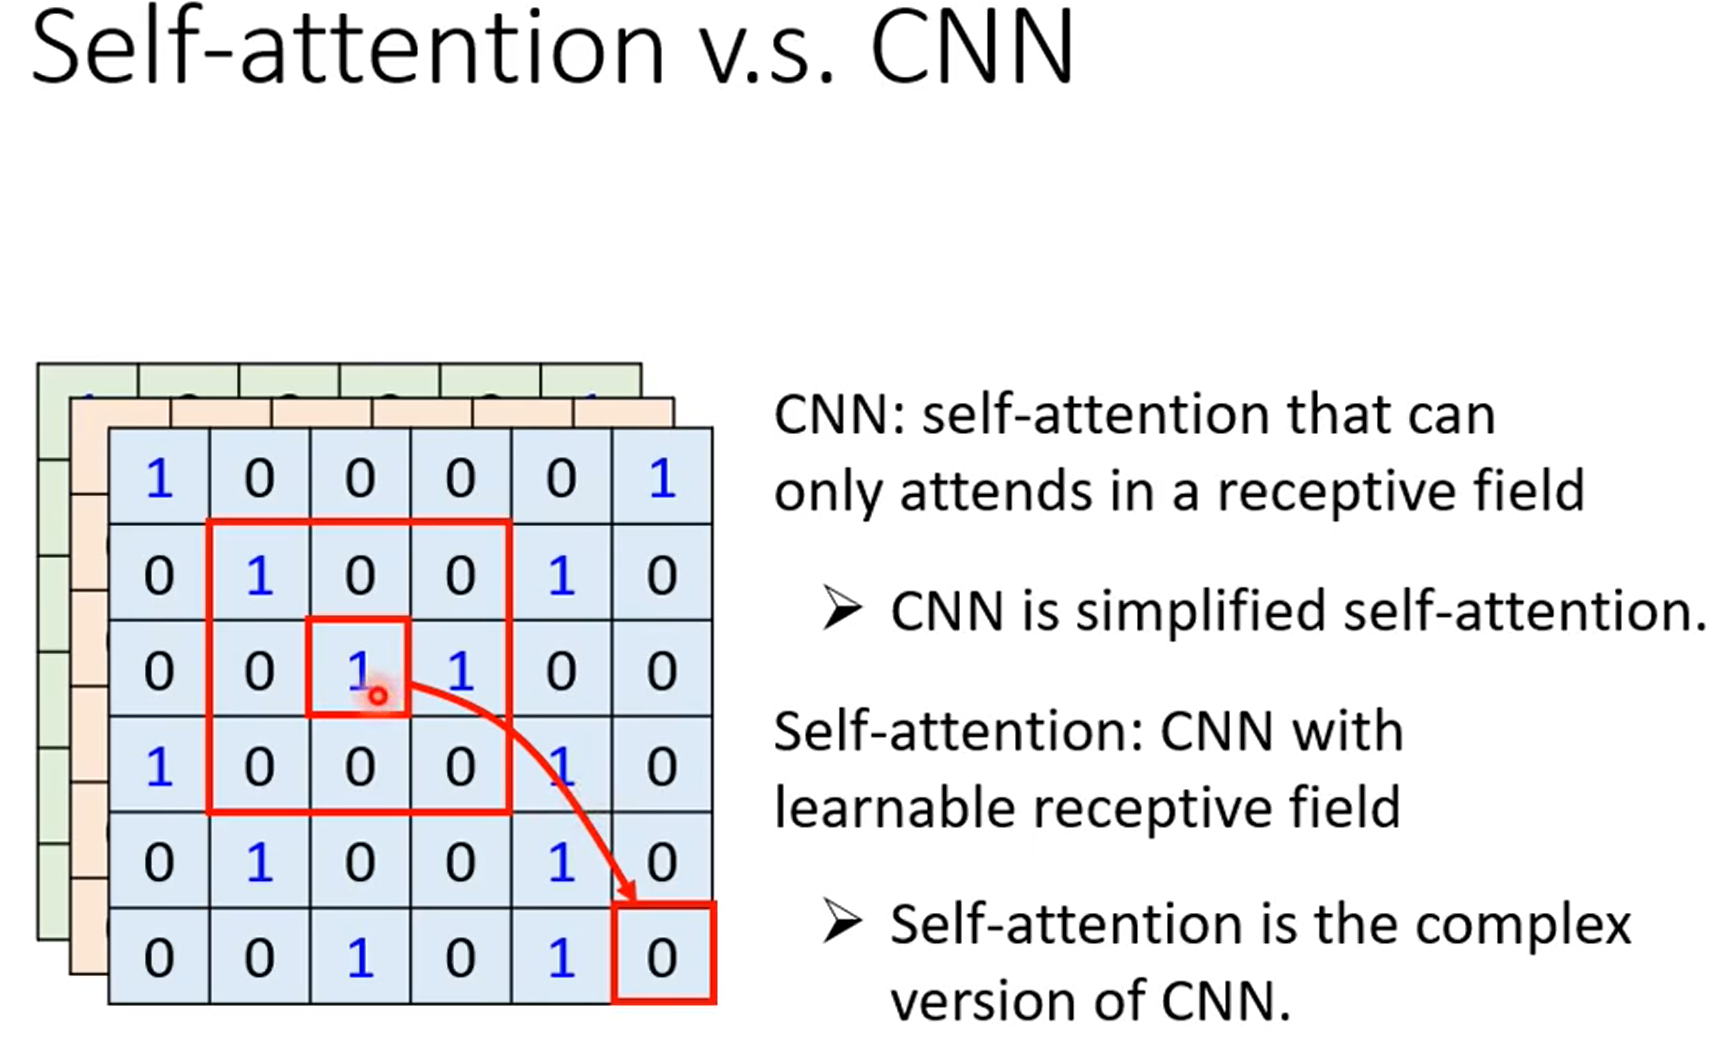 Self-attention v.s. CNN
1 0 0 0 0 1
0 1 0 0 1 0
0 0 1 1 0 0
1 0 0 0 1 0
0 1 0 0 1 0
0 0 1 0 1 0
CNN: self-attention that can
only attends in a receptive field
➢ CNN is simplified self-attention.
Self-attention: CNN with
learnable receptive field
➢ Self-attention is the complex
version of CNN.